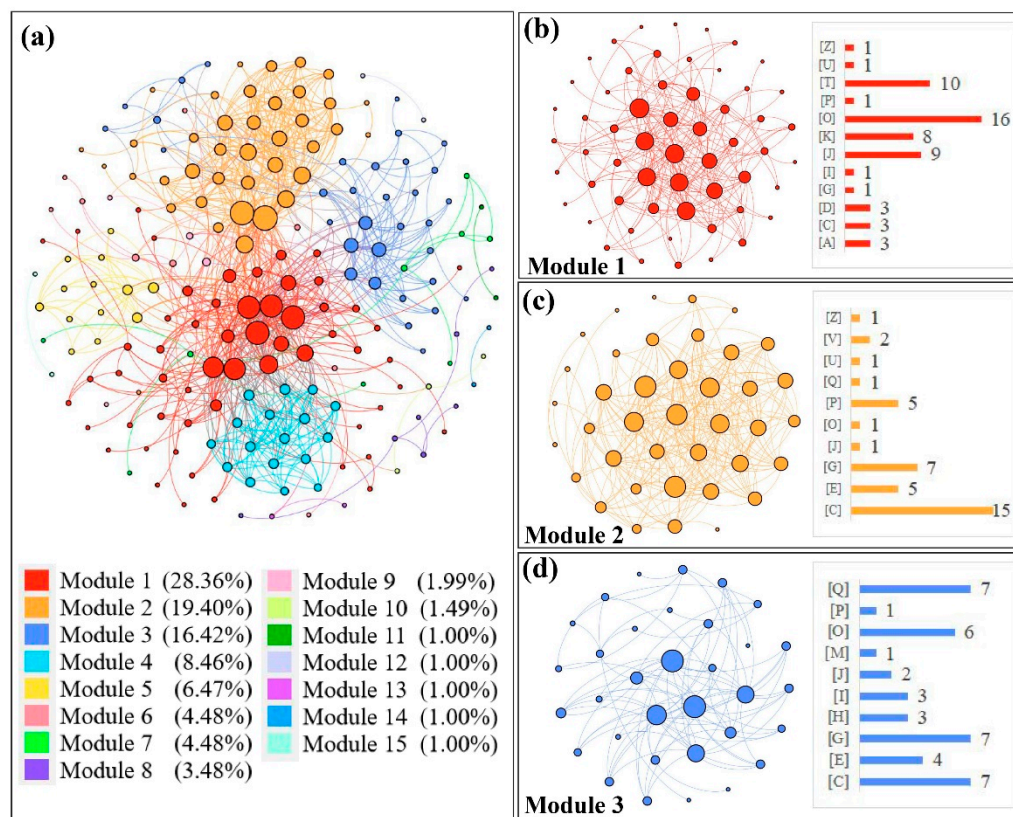 (a)
Module 1 (28.36%)
Module 2 (19.40%)
Module 3 (16.42%)
Module 4 (8.46%)
Module 5 (6.47%)
Module 6 (4.48%)
Module 7 (4.48%)
Module 8 (3.48%)
Module 9 (1.99%)
Module 10 (1.49%)
Module 11 (1.00%)
Module 12 (1.00%)
Module 13 (1.00%)
Module 14 (1.00%)
Module 15 (1.00%)
(b)
Module 1
[Z] 1
[U] 1
[T] 10
[P] 1
[O] 16
[K] 8
[J] 9
[I] 1
[G] 1
[D] 3
[C] 3
[A] 3
(c)
Module 2
[Z] 1
[V] 2
[U] 1
[Q] 1
[P] 5
[O] 1
[J] 1
[G] 7
[E] 5
[C] 15
(d)
Module 3
[Q] 7
[P] 1
[O] 6
[M] 1
[J] 2
[I] 3
[H] 3
[G] 7
[E] 4
[C] 7